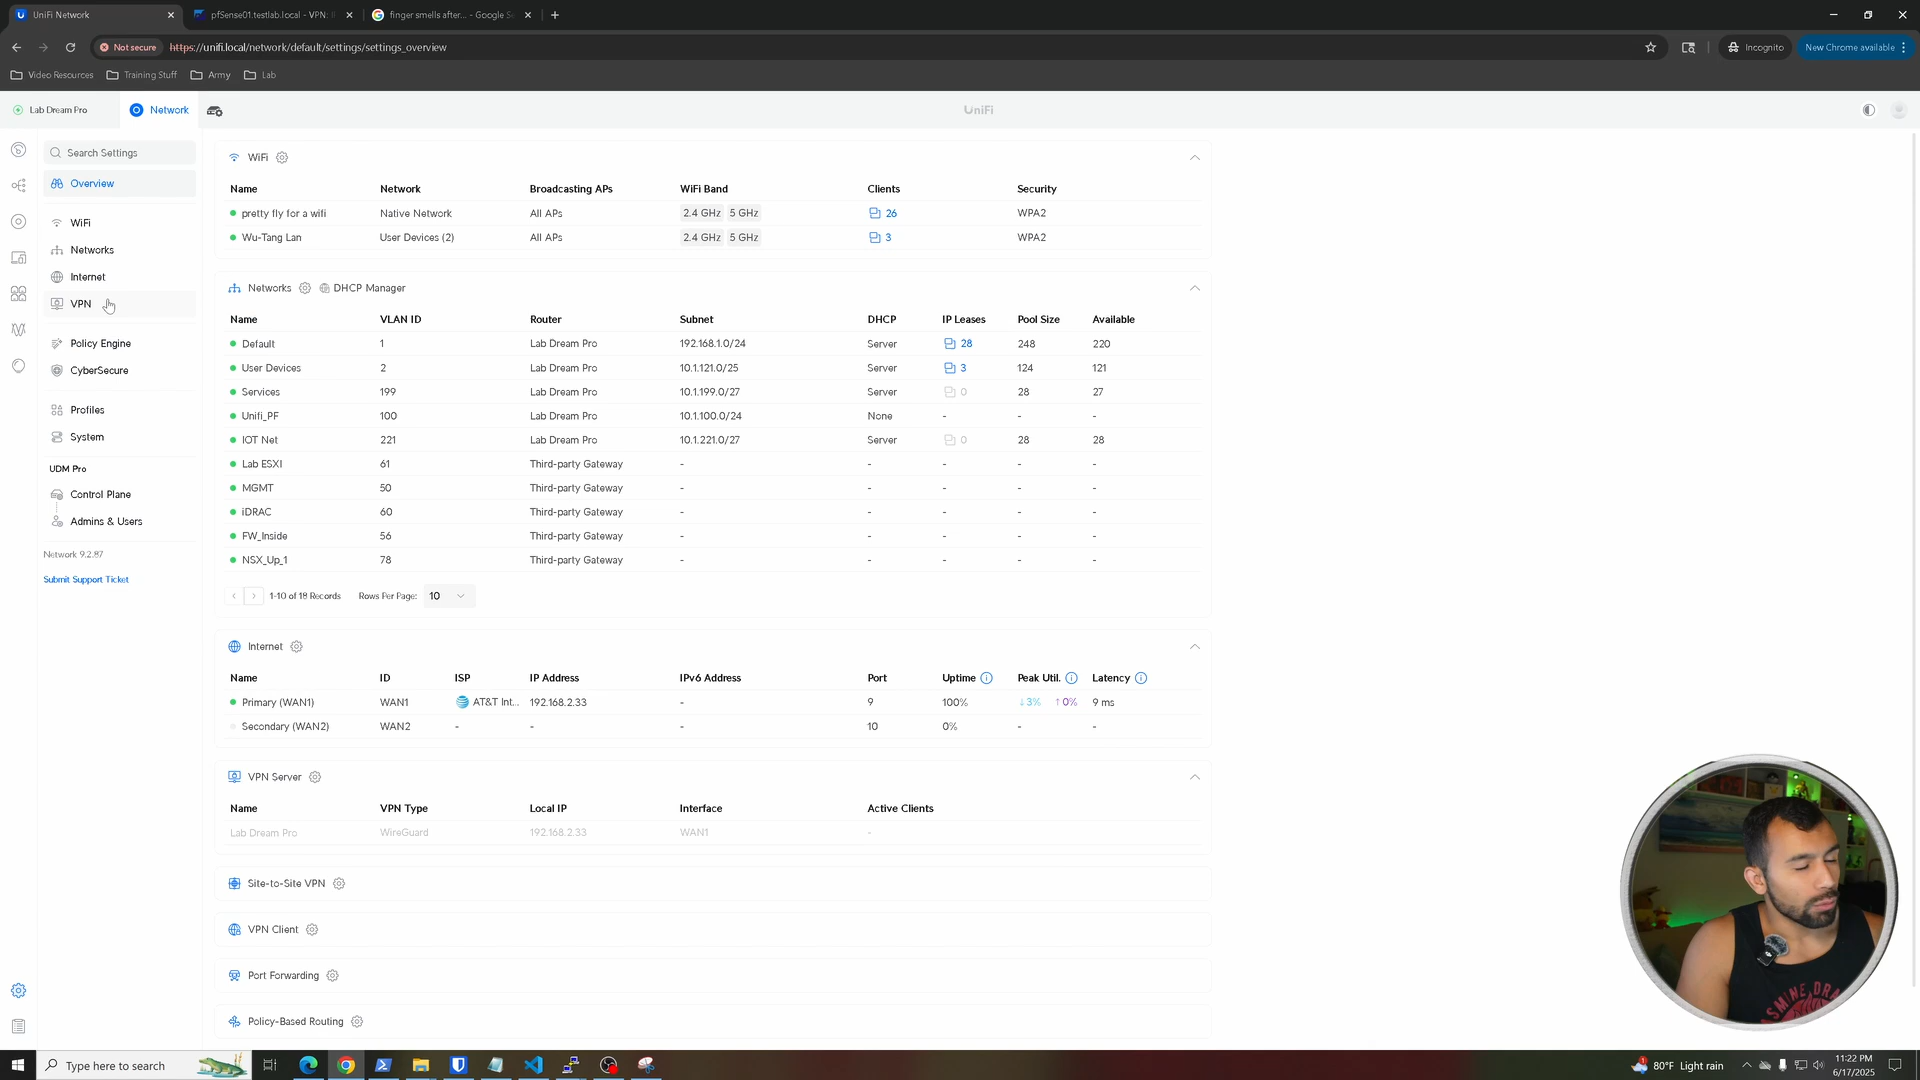 UniFi Network
pfSense01.testlab.local - VPN: I
finger smells after... - Google Se
Not secure
https://unifi.local/network/default/settings/settings_overview
Incognito
New Chrome available
Video Resources
Training Stuff
Army
Lab
Lab Dream Pro
Network
UniFi
Search Settings
Overview
WiFi
Networks
Internet
VPN
Policy Engine
CyberSecure
Profiles
System
UDM Pro
Control Plane
Admins & Users
Network 9.2.87
Submit Support Ticket
WiFi
Name Network Broadcasting APs WiFi Band Clients Security
pretty fly for a wifi Native Network All APs 2.4 GHz 5 GHz 26 WPA2
Wu-Tang Lan User Devices (2) All APs 2.4 GHz 5 GHz 3 WPA2
Networks DHCP Manager
Name VLAN ID Router Subnet DHCP IP Leases Pool Size Available
Default 1 Lab Dream Pro 192.168.1.0/24 Server 28 248 220
User Devices 2 Lab Dream Pro 10.1.121.0/25 Server 3 124 121
Services 199 Lab Dream Pro 10.1.199.0/27 Server 0 28 27
Unifi_PF 100 Lab Dream Pro 10.1.100.0/24 None - - -
IOT Net 221 Lab Dream Pro 10.1.221.0/27 Server 0 28 28
Lab ESXI 61 Third-party Gateway - - - - -
MGMT 50 Third-party Gateway - - - - -
iDRAC 60 Third-party Gateway - - - - -
FW_Inside 56 Third-party Gateway - - - - -
NSX_Up_1 78 Third-party Gateway - - - - -
1-10 of 18 Records Rows Per Page: 10
Internet
Name ID ISP IP Address IPv6 Address Port Uptime Peak Util. Latency
Primary (WAN1) WAN1 AT&T Int... 192.168.2.33 - 9 100% ↓3% ↑0% 9 ms
Secondary (WAN2) WAN2 - - - 10 0% - -
VPN Server
Name VPN Type Local IP Interface Active Clients
Lab Dream Pro WireGuard 192.168.2.33 WAN1 -
Site-to-Site VPN
VPN Client
Port Forwarding
Policy-Based Routing
Type here to search
80°F Light rain
11:22 PM
6/17/2025